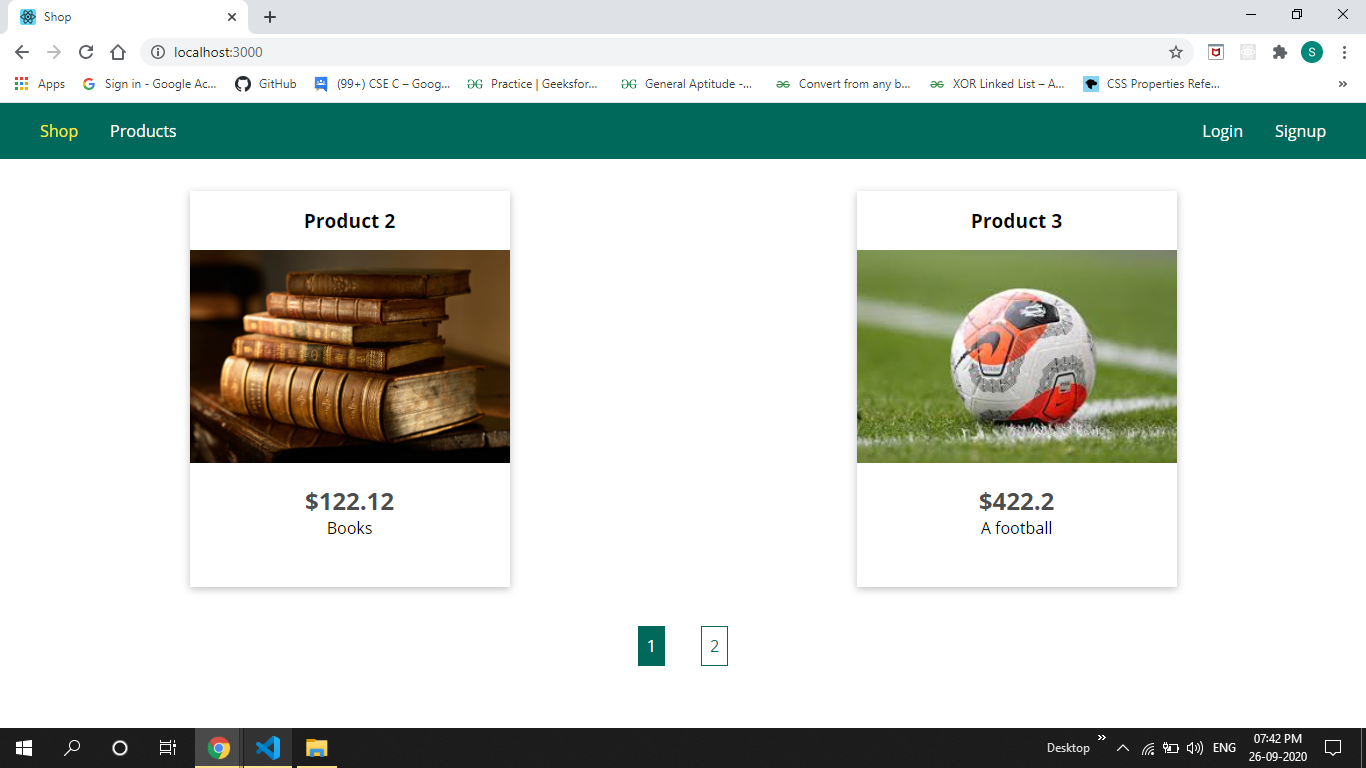 Shop
localhost:3000
Apps Sign in - Google Ac... GitHub (99+) CSE C – Goog... Practice | Geeksfor... General Aptitude -... Convert from any b... XOR Linked List – A... CSS Properties Refe... »
Shop Products Login Signup
Product 2 Product 3
$122.12 $422.2
Books A football
1 2
Desktop » ENG 07:42 PM
26-09-2020
S